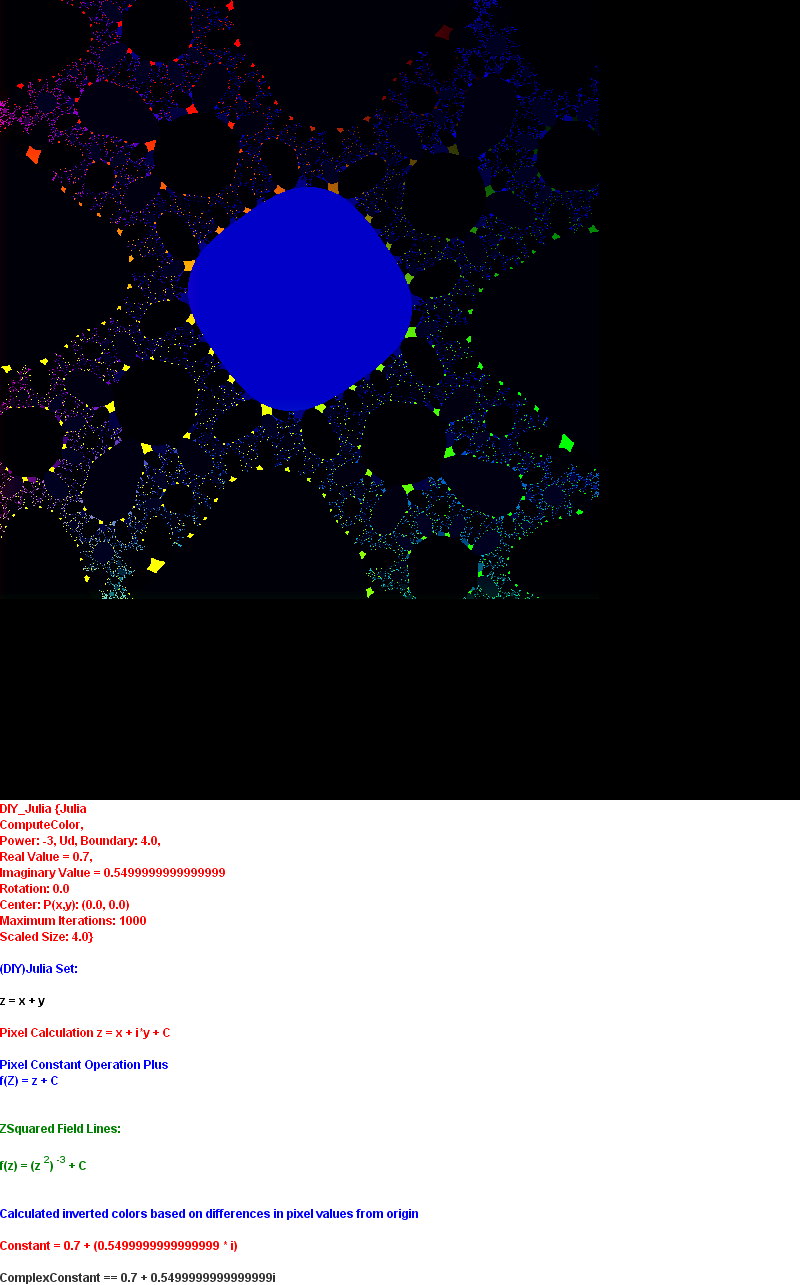 DIY_Julia {Julia
ComputeColor,
Power: -3, Ud, Boundary: 4.0,
Real Value = 0.7,
Imaginary Value = 0.5499999999999999
Rotation: 0.0
Center: P(x,y): (0.0, 0.0)
Maximum Iterations: 1000
Scaled Size: 4.0}
(DIY)Julia Set:
z = x + y
Pixel Calculation z = x + i*y + C
Pixel Constant Operation Plus
f(Z) = z + C
ZSquared Field Lines:
f(z) = (z ²) ⁻³ + C
Calculated inverted colors based on differences in pixel values from origin
Constant = 0.7 + (0.5499999999999999 * i)
ComplexConstant == 0.7 + 0.5499999999999999i